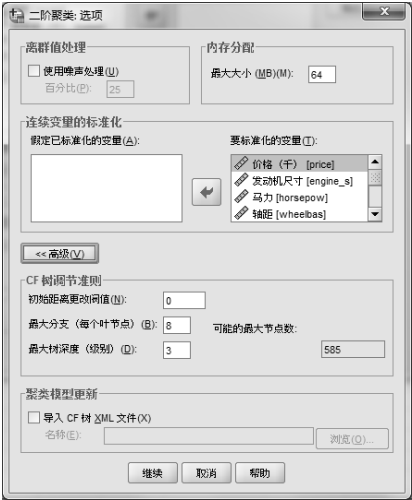 二阶聚类: 选项
离群值处理
使用噪声处理(U)
百分比(P): 25
内存分配
最大大小 (MB)(M): 64
连续变量的标准化
假定已标准化的变量(A):
要标准化的变量(T):
价格（千） [price]
发动机尺寸 [engine_s]
马力 [horsepow]
轴距 [wheelbas]
<< 高级(V)
CF 树调节准则
初始距离更改阈值(N): 0
最大分支（每个叶节点）(B): 8
可能的最大节点数:
最大树深度（级别）(D): 3
585
聚类模型更新
导入 CF 树 XML 文件(X)
名称(E):
浏览(O)...
继续
取消
帮助